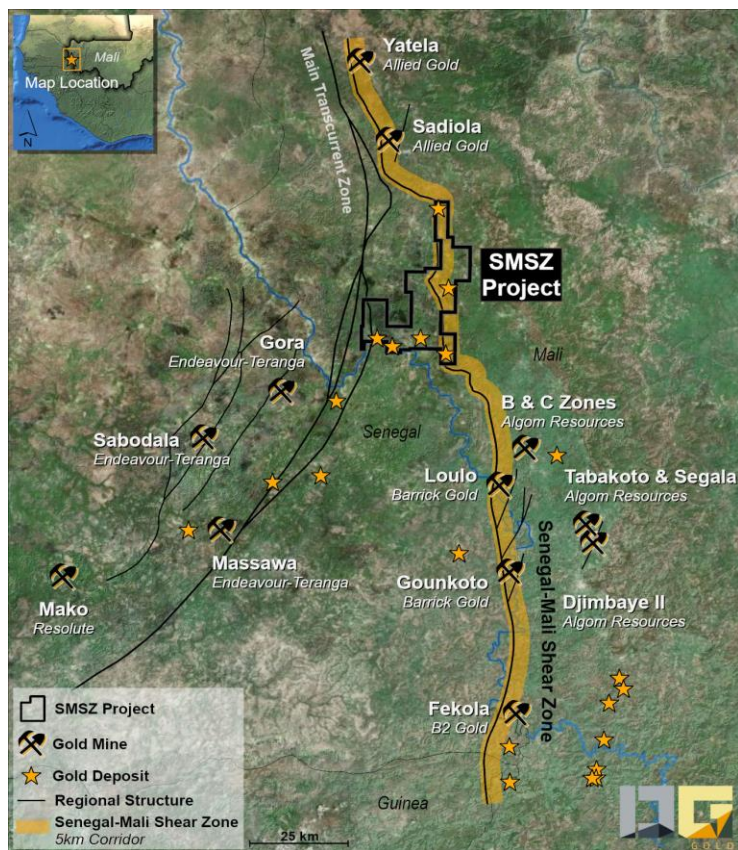 Mali
Map Location
N
Yatela
Allied Gold
Main Transcurrent Zone
Sadiola
Allied Gold
SMSZ
Project
Gora
Endeavour-Teranga
Mali
B & C Zones
Algom Resources
Senegal
Sabodala
Endeavour-Teranga
Loulo
Barrick Gold
Tabakoto & Segala
Algom Resources
Massawa
Endeavour-Teranga
Gounkoto
Barrick Gold
Senegal-Mali Shear Zone
Mako
Resolute
Djimbaye II
Algom Resources
Fekola
B2 Gold
SMSZ Project
Gold Mine
Gold Deposit
Regional Structure
Senegal-Mali Shear Zone
5km Corridor
Guinea
25 km
GOLD